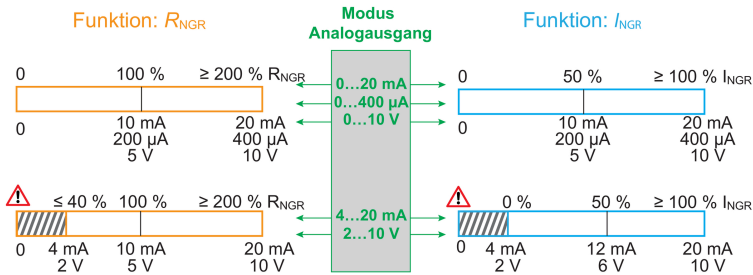 Funktion: RNGR
Modus
Analogausgang
Funktion: INGR
0 100 % ≥ 200 % RNGR
0…20 mA
0…400 µA
0…10 V
0 50 % ≥ 100 % INGR
0 10 mA 20 mA
200 µA 400 µA
5 V 10 V
0 10 mA 20 mA
200 µA 400 µA
5 V 10 V
! ≤ 40 % 100 % ≥ 200 % RNGR
4…20 mA
2…10 V
! 0 % 50 % ≥ 100 % INGR
0 4 mA 10 mA 20 mA
2 V 5 V 10 V
0 4 mA 12 mA 20 mA
2 V 6 V 10 V